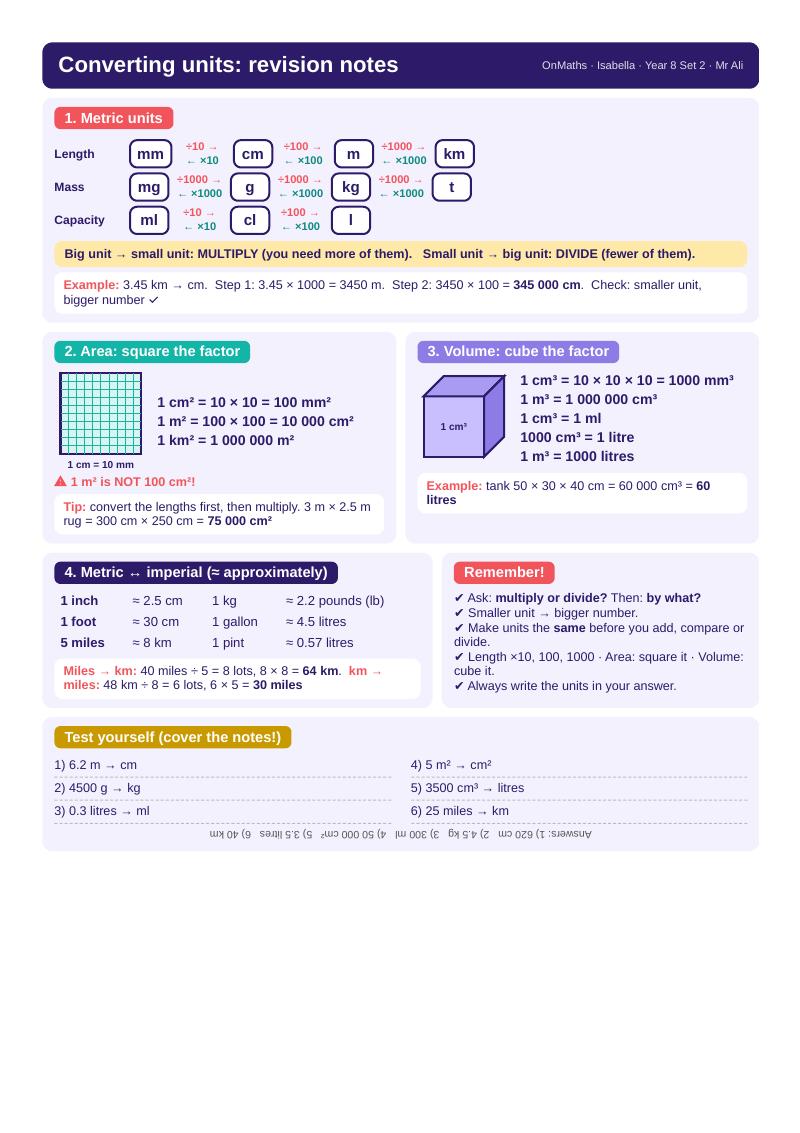 Converting units: revision notes
OnMaths · Isabella · Year 8 Set 2 · Mr Ali
1. Metric units
Length mm ÷10 → ← ×10 cm ÷100 → ← ×100 m ÷1000 → ← ×1000 km
Mass mg ÷1000 → ← ×1000 g ÷1000 → ← ×1000 kg ÷1000 → ← ×1000 t
Capacity ml ÷10 → ← ×10 cl ÷100 → ← ×100 l
Big unit → small unit: MULTIPLY (you need more of them). Small unit → big unit: DIVIDE (fewer of them).
Example: 3.45 km → cm. Step 1: 3.45 × 1000 = 3450 m. Step 2: 3450 × 100 = 345 000 cm. Check: smaller unit,
bigger number ✓
2. Area: square the factor
1 cm² = 10 × 10 = 100 mm²
1 m² = 100 × 100 = 10 000 cm²
1 km² = 1 000 000 m²
1 cm = 10 mm
⚠ 1 m² is NOT 100 cm²!
Tip: convert the lengths first, then multiply. 3 m × 2.5 m
rug = 300 cm × 250 cm = 75 000 cm²
3. Volume: cube the factor
1 cm³
1 cm³ = 10 × 10 × 10 = 1000 mm³
1 m³ = 1 000 000 cm³
1 cm³ = 1 ml
1000 cm³ = 1 litre
1 m³ = 1000 litres
Example: tank 50 × 30 × 40 cm = 60 000 cm³ = 60
litres
4. Metric ↔ imperial (≈ approximately)
1 inch ≈ 2.5 cm 1 kg ≈ 2.2 pounds (lb)
1 foot ≈ 30 cm 1 gallon ≈ 4.5 litres
5 miles ≈ 8 km 1 pint ≈ 0.57 litres
Miles → km: 40 miles ÷ 5 = 8 lots, 8 × 8 = 64 km. km →
miles: 48 km ÷ 8 = 6 lots, 6 × 5 = 30 miles
Remember!
✔ Ask: multiply or divide? Then: by what?
✔ Smaller unit → bigger number.
✔ Make units the same before you add, compare or
divide.
✔ Length ×10, 100, 1000 · Area: square it · Volume:
cube it.
✔ Always write the units in your answer.
Test yourself (cover the notes!)
1) 6.2 m → cm
2) 4500 g → kg
3) 0.3 litres → ml
4) 5 m² → cm²
5) 3500 cm³ → litres
6) 25 miles → km
Answers: 1) 620 cm 2) 4.5 kg 3) 300 ml 4) 50 000 cm² 5) 3.5 litres 6) 40 km